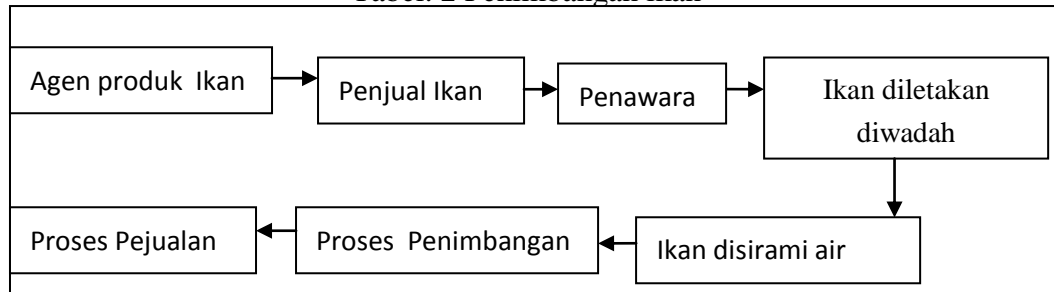 Tabel. 2 Penimbangan Ikan
Agen produk Ikan
Penjual Ikan
Penawara
Ikan diletakan
diwadah
Ikan disirami air
Proses Penimbangan
Proses Pejualan